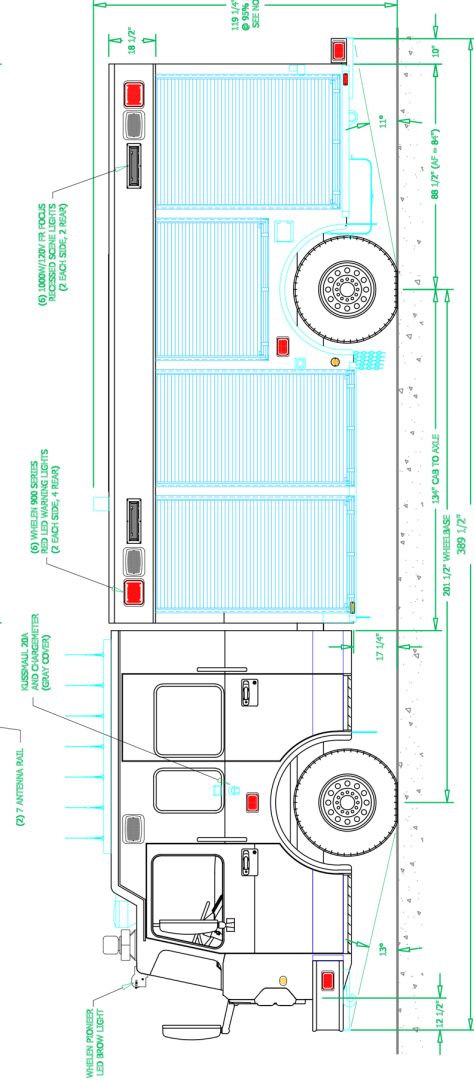 119 1/4"
@ 95%
18 1/2"
10"
11°
88 1/2" (AF = 84")
(6) 1000W/120V FR FOCUS
RECESSED SCENE LIGHTS
(2 EACH SIDE, 2 REAR)
(6) WHELEN 900 SERIES
RED LED WARNING LIGHTS
(2 EACH SIDE, 4 REAR)
134" CAB TO AXLE
201 1/2" WHEELBASE
389 1/2"
KUSSMAUL 20A
AND CHARGEMETER
(GRAY COVER)
17 1/4"
(2) 7 ANTENNA RAIL
13°
12 1/2"
WHELEN PIONEER
LED BROW LIGHT